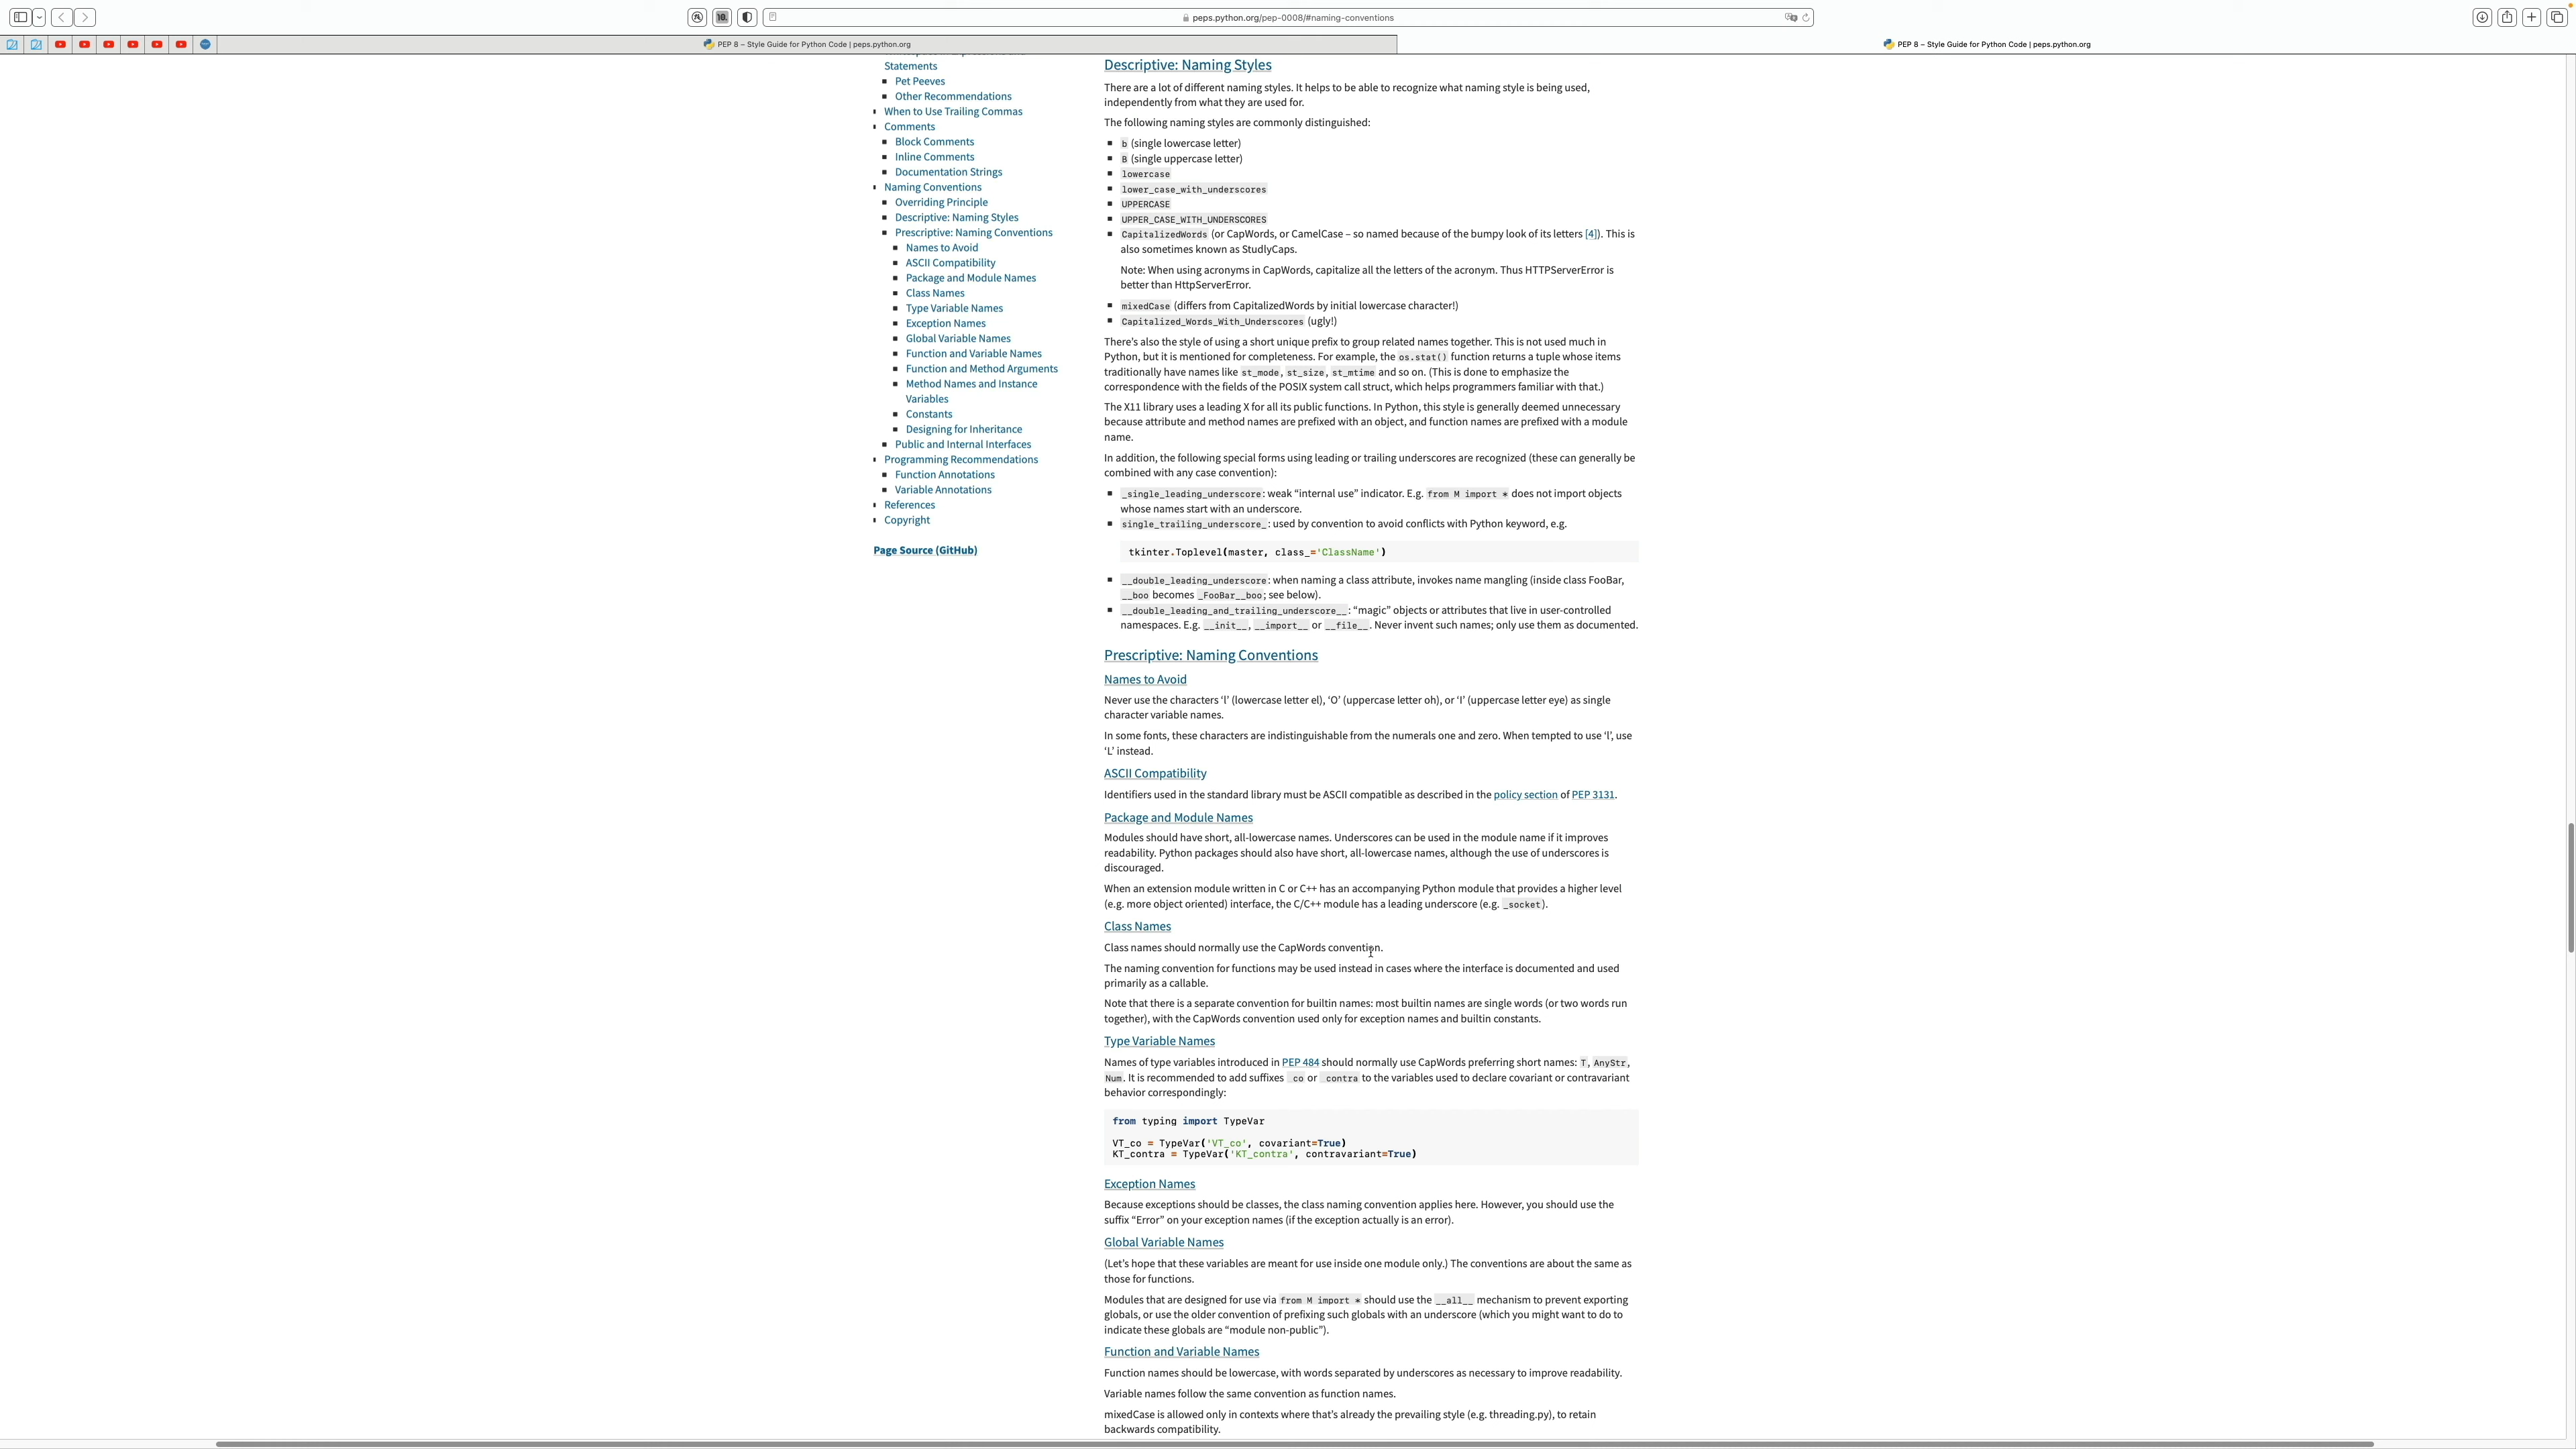 peps.python.org/pep-0008/#naming-conventions
PEP 8 – Style Guide for Python Code | peps.python.org
PEP 8 – Style Guide for Python Code | peps.python.org
Statements
Pet Peeves
Other Recommendations
When to Use Trailing Commas
Comments
Block Comments
Inline Comments
Documentation Strings
Naming Conventions
Overriding Principle
Descriptive: Naming Styles
Prescriptive: Naming Conventions
Names to Avoid
ASCII Compatibility
Package and Module Names
Class Names
Type Variable Names
Exception Names
Global Variable Names
Function and Variable Names
Function and Method Arguments
Method Names and Instance
Variables
Constants
Designing for Inheritance
Public and Internal Interfaces
Programming Recommendations
Function Annotations
Variable Annotations
References
Copyright
Page Source (GitHub)
Descriptive: Naming Styles
There are a lot of different naming styles. It helps to be able to recognize what naming style is being used,
independently from what they are used for.
The following naming styles are commonly distinguished:
b (single lowercase letter)
B (single uppercase letter)
lowercase
lower_case_with_underscores
UPPERCASE
UPPER_CASE_WITH_UNDERSCORES
CapitalizedWords (or CapWords, or CamelCase – so named because of the bumpy look of its letters [4]). This is
also sometimes known as StudlyCaps.
Note: When using acronyms in CapWords, capitalize all the letters of the acronym. Thus HTTPServerError is
better than HttpServerError.
mixedCase (differs from CapitalizedWords by initial lowercase character!)
Capitalized_Words_With_Underscores (ugly!)
There’s also the style of using a short unique prefix to group related names together. This is not used much in
Python, but it is mentioned for completeness. For example, the os.stat() function returns a tuple whose items
traditionally have names like st_mode, st_size, st_mtime and so on. (This is done to emphasize the
correspondence with the fields of the POSIX system call struct, which helps programmers familiar with that.)
The X11 library uses a leading X for all its public functions. In Python, this style is generally deemed unnecessary
because attribute and method names are prefixed with an object, and function names are prefixed with a module
name.
In addition, the following special forms using leading or trailing underscores are recognized (these can generally be
combined with any case convention):
_single_leading_underscore: weak “internal use” indicator. E.g. from M import * does not import objects
whose names start with an underscore.
single_trailing_underscore_: used by convention to avoid conflicts with Python keyword, e.g.
tkinter.Toplevel(master, class_='ClassName')
__double_leading_underscore: when naming a class attribute, invokes name mangling (inside class FooBar,
__boo becomes _FooBar__boo; see below).
__double_leading_and_trailing_underscore__: “magic” objects or attributes that live in user-controlled
namespaces. E.g. __init__, __import__ or __file__. Never invent such names; only use them as documented.
Prescriptive: Naming Conventions
Names to Avoid
Never use the characters ‘l’ (lowercase letter el), ‘O’ (uppercase letter oh), or ‘I’ (uppercase letter eye) as single
character variable names.
In some fonts, these characters are indistinguishable from the numerals one and zero. When tempted to use ‘l’, use
‘L’ instead.
ASCII Compatibility
Identifiers used in the standard library must be ASCII compatible as described in the policy section of PEP 3131.
Package and Module Names
Modules should have short, all-lowercase names. Underscores can be used in the module name if it improves
readability. Python packages should also have short, all-lowercase names, although the use of underscores is
discouraged.
When an extension module written in C or C++ has an accompanying Python module that provides a higher level
(e.g. more object oriented) interface, the C/C++ module has a leading underscore (e.g. _socket).
Class Names
Class names should normally use the CapWords convention.
The naming convention for functions may be used instead in cases where the interface is documented and used
primarily as a callable.
Note that there is a separate convention for builtin names: most builtin names are single words (or two words run
together), with the CapWords convention used only for exception names and builtin constants.
Type Variable Names
Names of type variables introduced in PEP 484 should normally use CapWords preferring short names: T, AnyStr,
Num. It is recommended to add suffixes _co or _contra to the variables used to declare covariant or contravariant
behavior correspondingly:
from typing import TypeVar
VT_co = TypeVar('VT_co', covariant=True)
KT_contra = TypeVar('KT_contra', contravariant=True)
Exception Names
Because exceptions should be classes, the class naming convention applies here. However, you should use the
suffix “Error” on your exception names (if the exception actually is an error).
Global Variable Names
(Let’s hope that these variables are meant for use inside one module only.) The conventions are about the same as
those for functions.
Modules that are designed for use via from M import * should use the __all__ mechanism to prevent exporting
globals, or use the older convention of prefixing such globals with an underscore (which you might want to do to
indicate these globals are “module non-public”).
Function and Variable Names
Function names should be lowercase, with words separated by underscores as necessary to improve readability.
Variable names follow the same convention as function names.
mixedCase is allowed only in contexts where that’s already the prevailing style (e.g. threading.py), to retain
backwards compatibility.